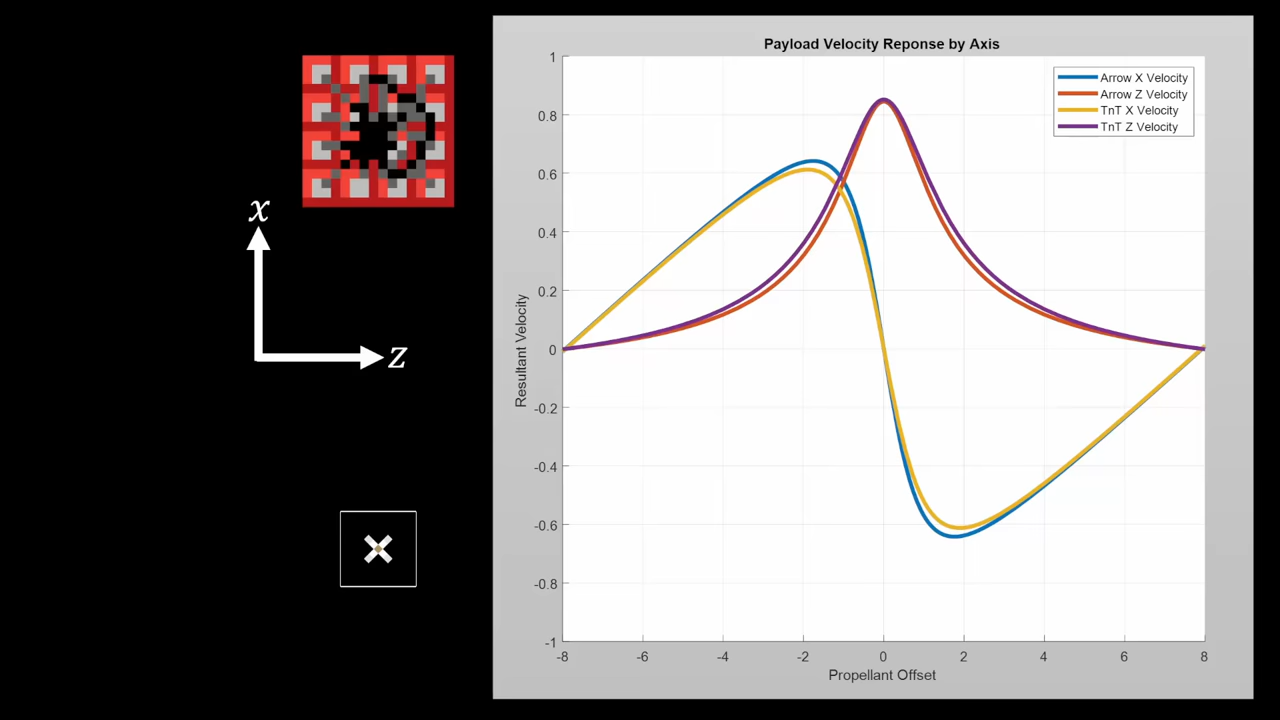 x
z
Payload Velocity Reponse by Axis
Arrow X Velocity
Arrow Z Velocity
TnT X Velocity
TnT Z Velocity
Resultant Velocity
1
0.8
0.6
0.4
0.2
0
-0.2
-0.4
-0.6
-0.8
-1
-8 -6 -4 -2 0 2 4 6 8
Propellant Offset